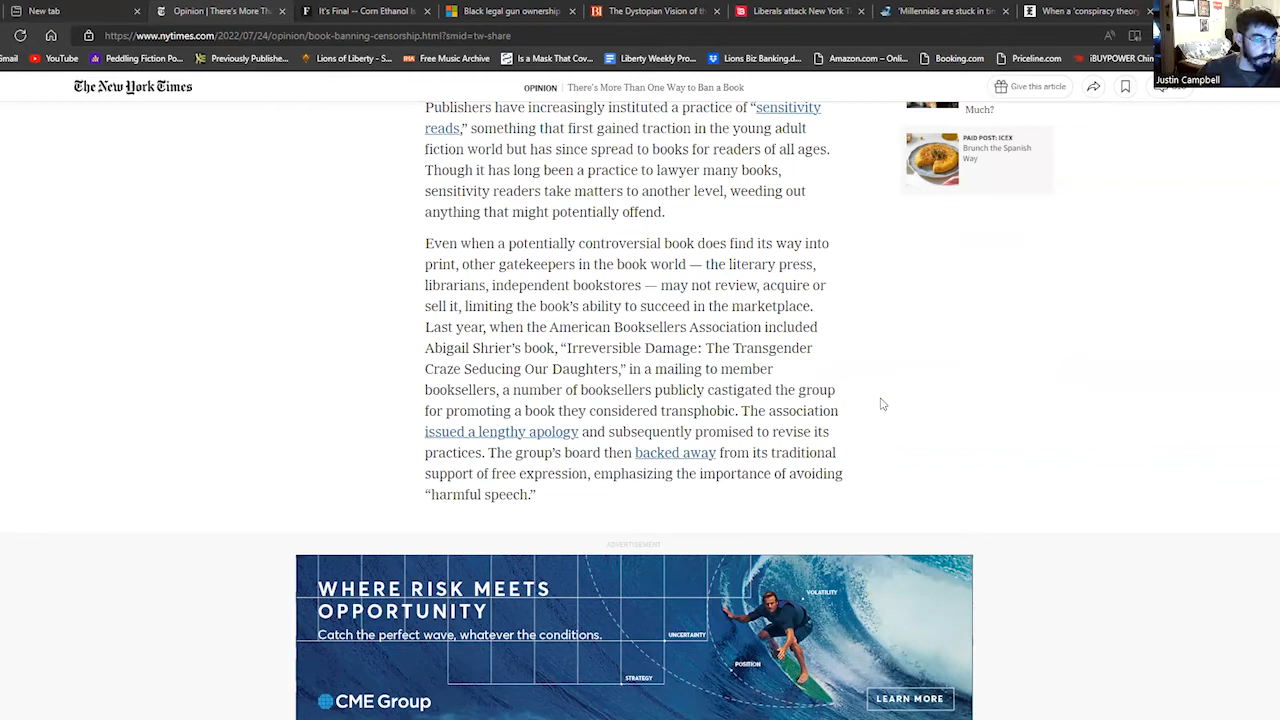 New tab
Opinion | There's More Tha
It's Final -- Corn Ethanol Is
wnership
The Dystopian Vision of th
Liberals attack New York T
'Millennials are stuck in tim
When a 'conspiracy theory
https://www.nytimes.com/2022/07/24/opinion/book-banning-censorship.html?smid=tw-share
Gmail
YouTube
Peddling Fiction Po...
Previously Publishe...
Lions of Liberty - S...
Free Music Archive
Is a Mask That Cov...
Liberty Weekly Pro...
Lions Biz Banking.d...
Amazon.com – Onli...
Booking.com
Priceline.com
iBUYPOWER Chin
Justin Campbell
The New York Times
OPINION | There's More Than One Way to Ban a Book
Give this article
Publishers have increasingly instituted a practice of “sensitivity
reads,” something that first gained traction in the young adult
fiction world but has since spread to books for readers of all ages.
Though it has long been a practice to lawyer many books,
sensitivity readers take matters to another level, weeding out
anything that might potentially offend.
Even when a potentially controversial book does find its way into
print, other gatekeepers in the book world — the literary press,
librarians, independent bookstores — may not review, acquire or
sell it, limiting the book’s ability to succeed in the marketplace.
Last year, when the American Booksellers Association included
Abigail Shrier’s book, “Irreversible Damage: The Transgender
Craze Seducing Our Daughters,” in a mailing to member
booksellers, a number of booksellers publicly castigated the group
for promoting a book they considered transphobic. The association
issued a lengthy apology and subsequently promised to revise its
practices. The group’s board then backed away from its traditional
support of free expression, emphasizing the importance of avoiding
“harmful speech.”
Much?
PAID POST: ICEX
Brunch the Spanish
Way
ADVERTISEMENT
WHERE RISK MEETS
OPPORTUNITY
Catch the perfect wave, whatever the conditions.
VOLATILITY
UNCERTAINTY
POSITION
STRATEGY
CME Group
LEARN MORE